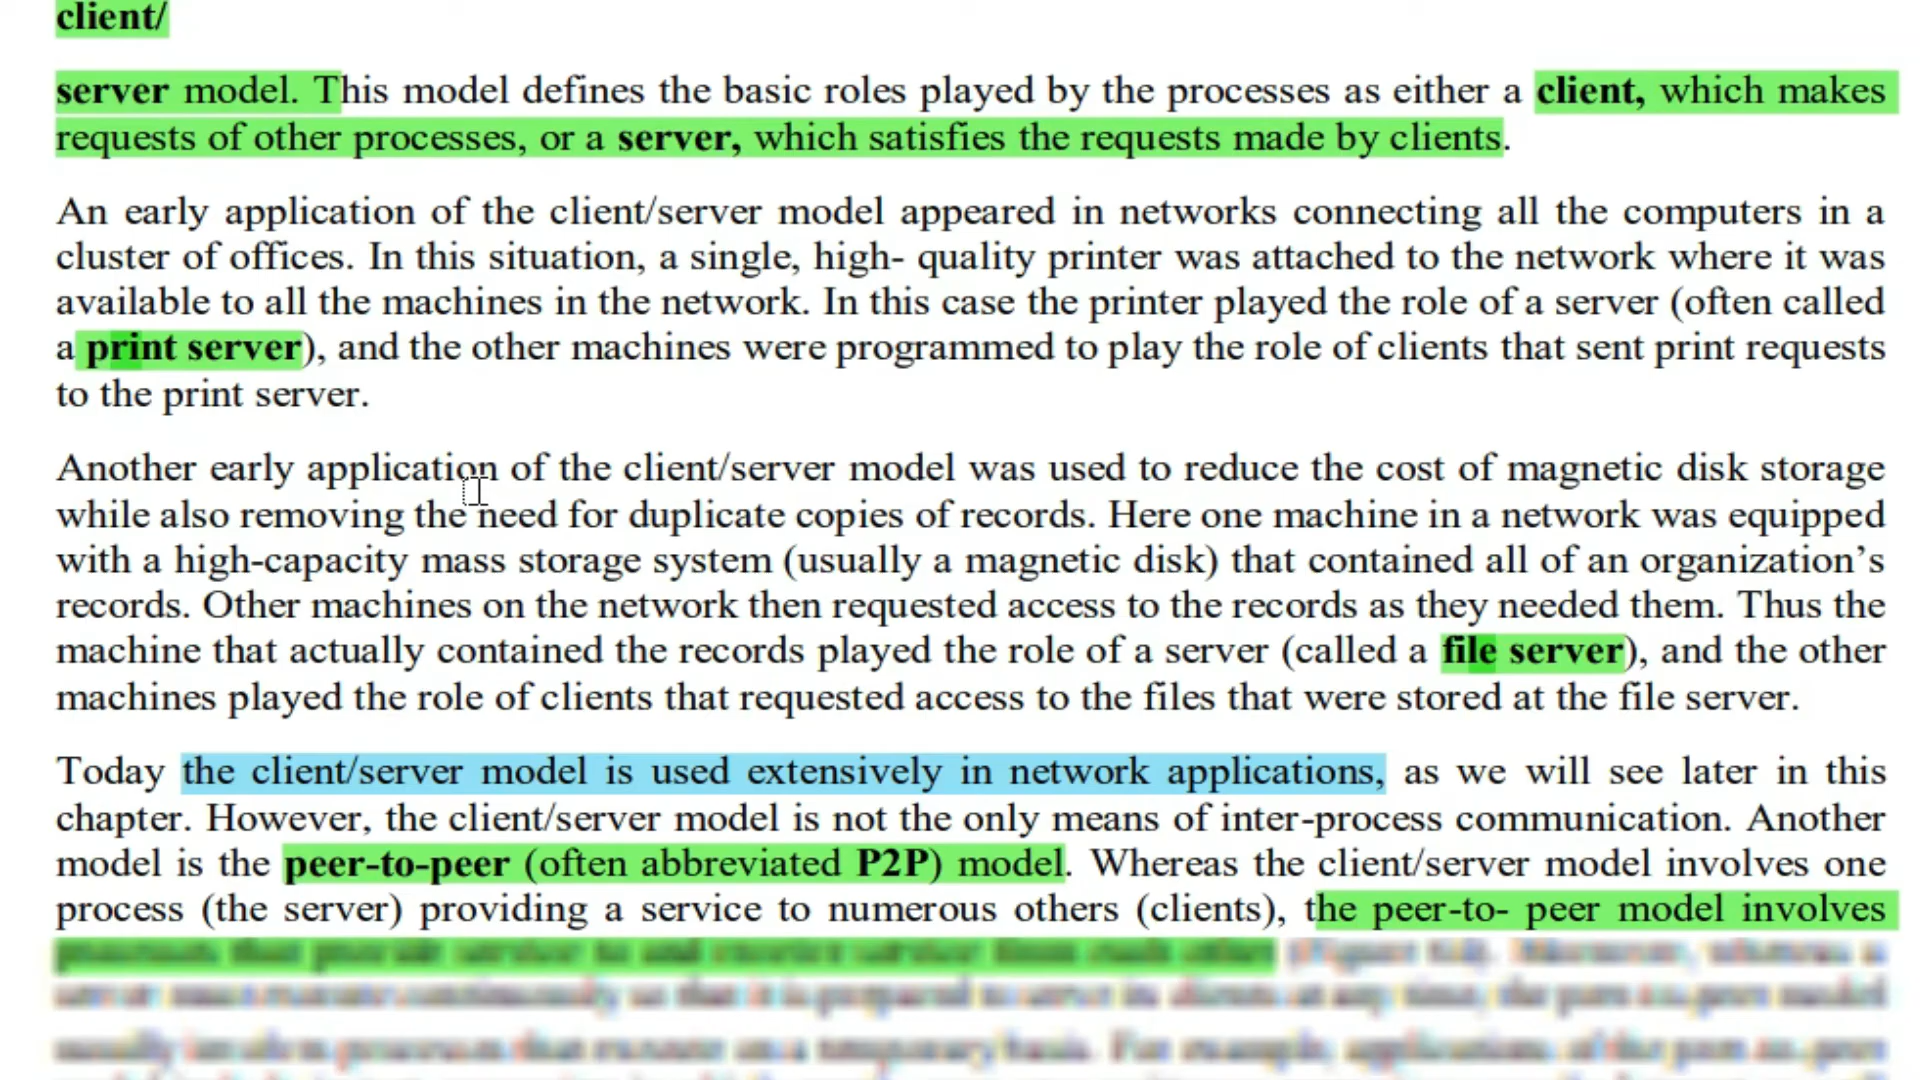 client/
server model. This model defines the basic roles played by the processes as either a client, which makes
requests of other processes, or a server, which satisfies the requests made by clients.
An early application of the client/server model appeared in networks connecting all the computers in a
cluster of offices. In this situation, a single, high- quality printer was attached to the network where it was
available to all the machines in the network. In this case the printer played the role of a server (often called
a print server), and the other machines were programmed to play the role of clients that sent print requests
to the print server.
Another early application of the client/server model was used to reduce the cost of magnetic disk storage
while also removing the need for duplicate copies of records. Here one machine in a network was equipped
with a high-capacity mass storage system (usually a magnetic disk) that contained all of an organization’s
records. Other machines on the network then requested access to the records as they needed them. Thus the
machine that actually contained the records played the role of a server (called a file server), and the other
machines played the role of clients that requested access to the files that were stored at the file server.
Today the client/server model is used extensively in network applications, as we will see later in this
chapter. However, the client/server model is not the only means of inter-process communication. Another
model is the peer-to-peer (often abbreviated P2P) model. Whereas the client/server model involves one
process (the server) providing a service to numerous others (clients), the peer-to- peer model involves